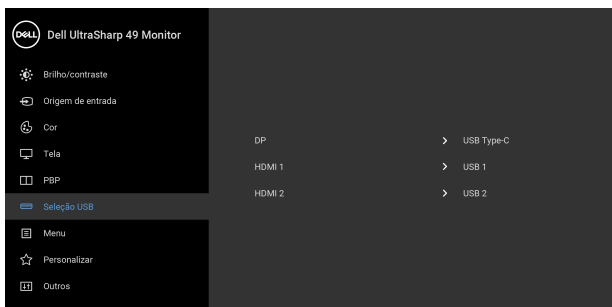 DELL Dell UltraSharp 49 Monitor
Brilho/contraste
Origem de entrada
Cor
Tela
PBP
Seleção USB
Menu
Personalizar
Outros
DP > USB Type-C
HDMI 1 > USB 1
HDMI 2 > USB 2